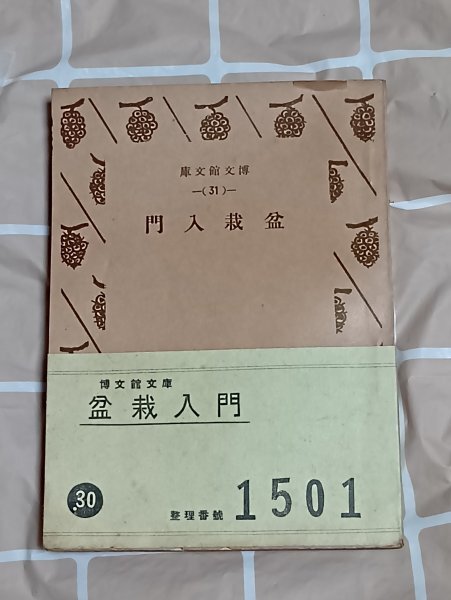 庫文館文博
—(31)—
門入栽盆
博文館文庫
盆栽入門
.30
整理番號 1501